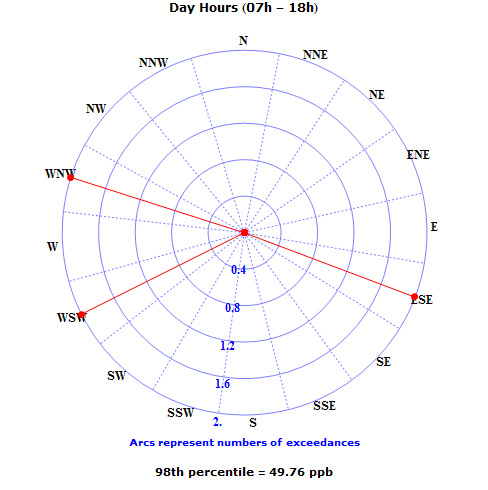 Day Hours (07h – 18h)
N
NNW
NNE
NW
NE
WNW
ENE
W
E
0.4
WSW
0.8
ESE
1.2
SW
1.6
SE
SSW
2.
S
SSE
Arcs represent numbers of exceedances
98th percentile = 49.76 ppb